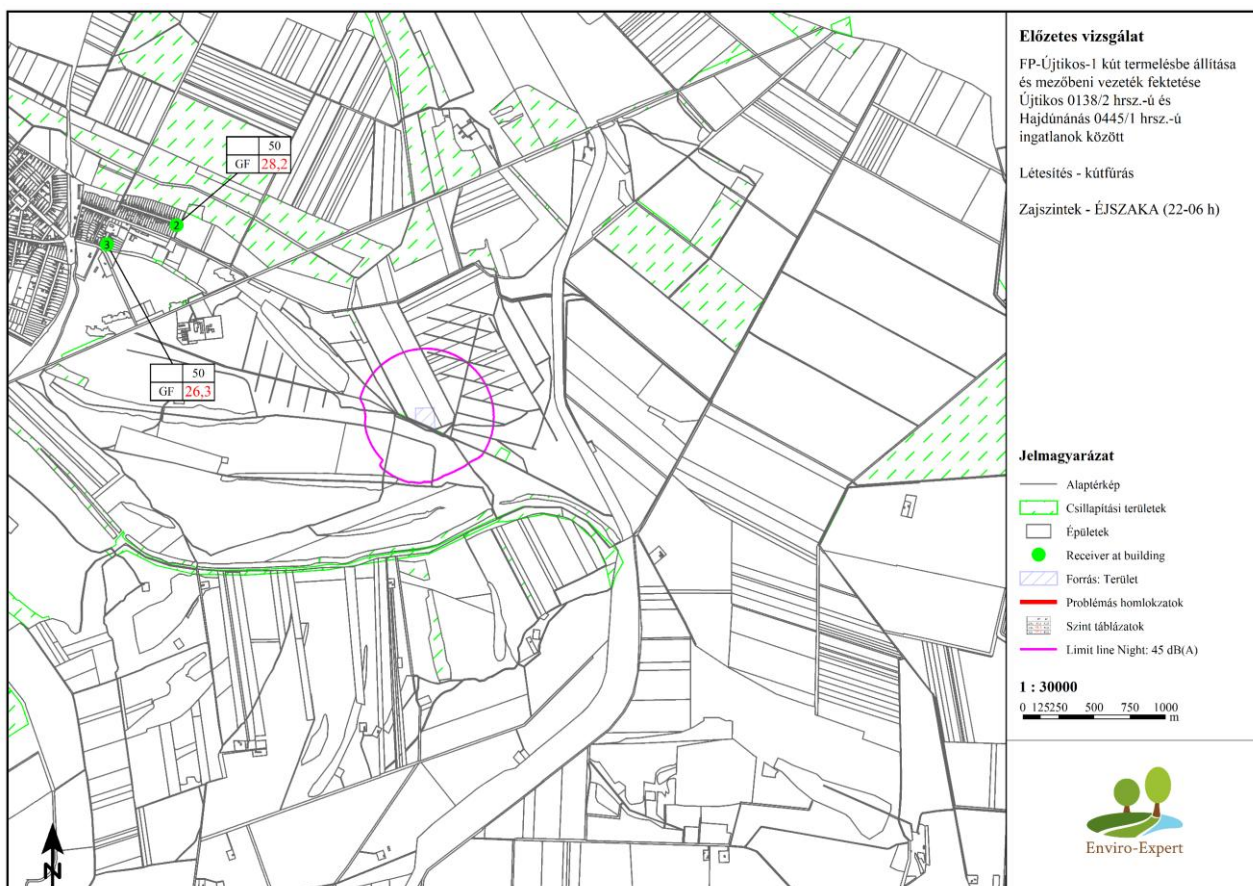 50
GF 28,2
2
3
50
GF 26,3
N
Előzetes vizsgálat
FP-Újtikos-1 kút termelésbe állítása
és mezőbeni vezeték fektetése
Újtikos 0138/2 hrsz.-ú és
Hajdúnánás 0445/1 hrsz.-ú
ingatlanok között
Létesítés - kútfúrás
Zajszintek - ÉJSZAKA (22-06 h)
Jelmagyarázat
Alaptérkép
Csillapítási területek
Épületek
Receiver at building
Forrás: Terület
Problémás homlokzatok
Szint táblázatok
Limit line Night: 45 dB(A)
1 : 30000
0 125250 500 750 1000
m
Enviro-Expert